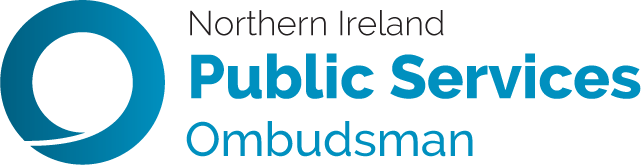 Northern Ireland
Public Services
Ombudsman